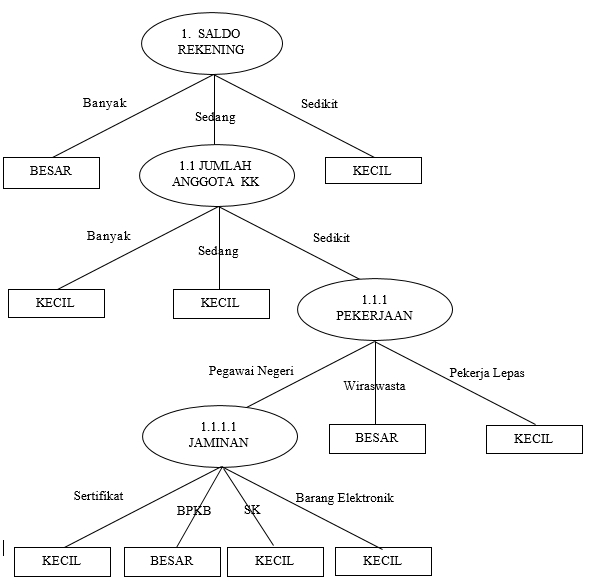 1. SALDO
REKENING
Banyak
Sedang
Sedikit
BESAR
1.1 JUMLAH
ANGGOTA KK
KECIL
Banyak
Sedang
Sedikit
KECIL
KECIL
1.1.1
PEKERJAAN
Pegawai Negeri
Wiraswasta
Pekerja Lepas
1.1.1.1
JAMINAN
BESAR
KECIL
Sertifikat
BPKB
SK
Barang Elektronik
KECIL
BESAR
KECIL
KECIL